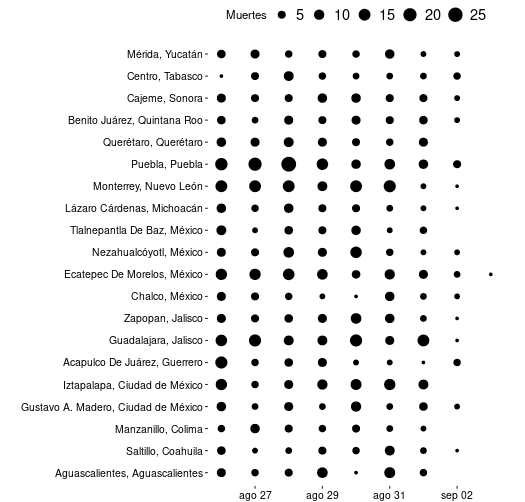 Muertes 5 10 15 20 25
Mérida, Yucatán
Centro, Tabasco
Cajeme, Sonora
Benito Juárez, Quintana Roo
Querétaro, Querétaro
Puebla, Puebla
Monterrey, Nuevo León
Lázaro Cárdenas, Michoacán
Tlalnepantla De Baz, México
Nezahualcóyotl, México
Ecatepec De Morelos, México
Chalco, México
Zapopan, Jalisco
Guadalajara, Jalisco
Acapulco De Juárez, Guerrero
Iztapalapa, Ciudad de México
Gustavo A. Madero, Ciudad de México
Manzanillo, Colima
Saltillo, Coahuila
Aguascalientes, Aguascalientes
ago 27 ago 29 ago 31 sep 02